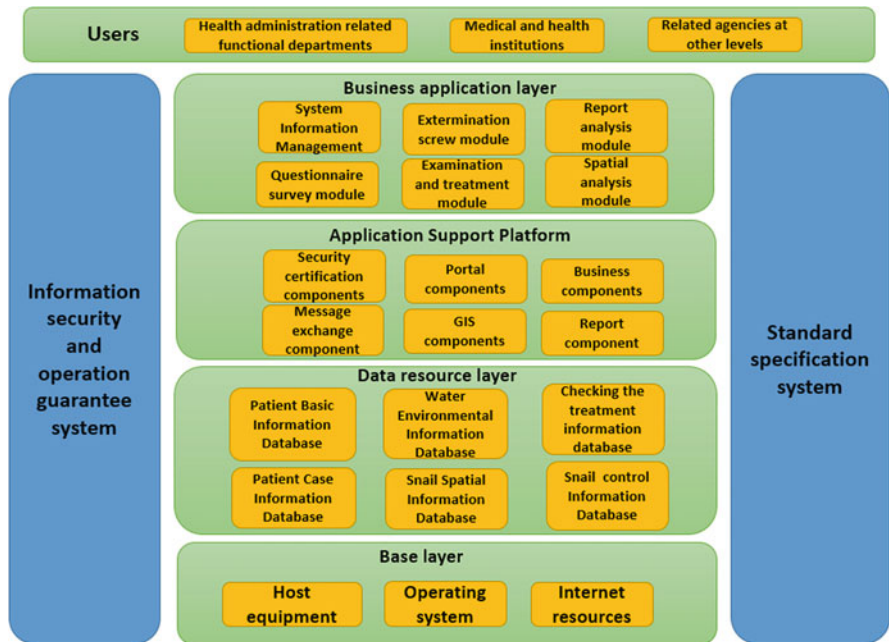 Users
Health administration related
functional departments
Medical and health
institutions
Related agencies at
other levels
Information
security
and
operation
guarantee
system
Business application layer
System
Information
Management
Extermination
screw module
Report
analysis
module
Questionnaire
survey module
Examination
and treatment
module
Spatial
analysis
module
Application Support Platform
Security
certification
components
Portal
components
Business
components
Message
exchange
component
GIS
components
Report
component
Data resource layer
Patient Basic
Information
Database
Water
Environmental
Information
Database
Checking the
treatment
information
database
Patient Case
Information
Database
Snail Spatial
Information
Database
Snail control
Information
Database
Base layer
Host
equipment
Operating
system
Internet
resources
Standard
specification
system